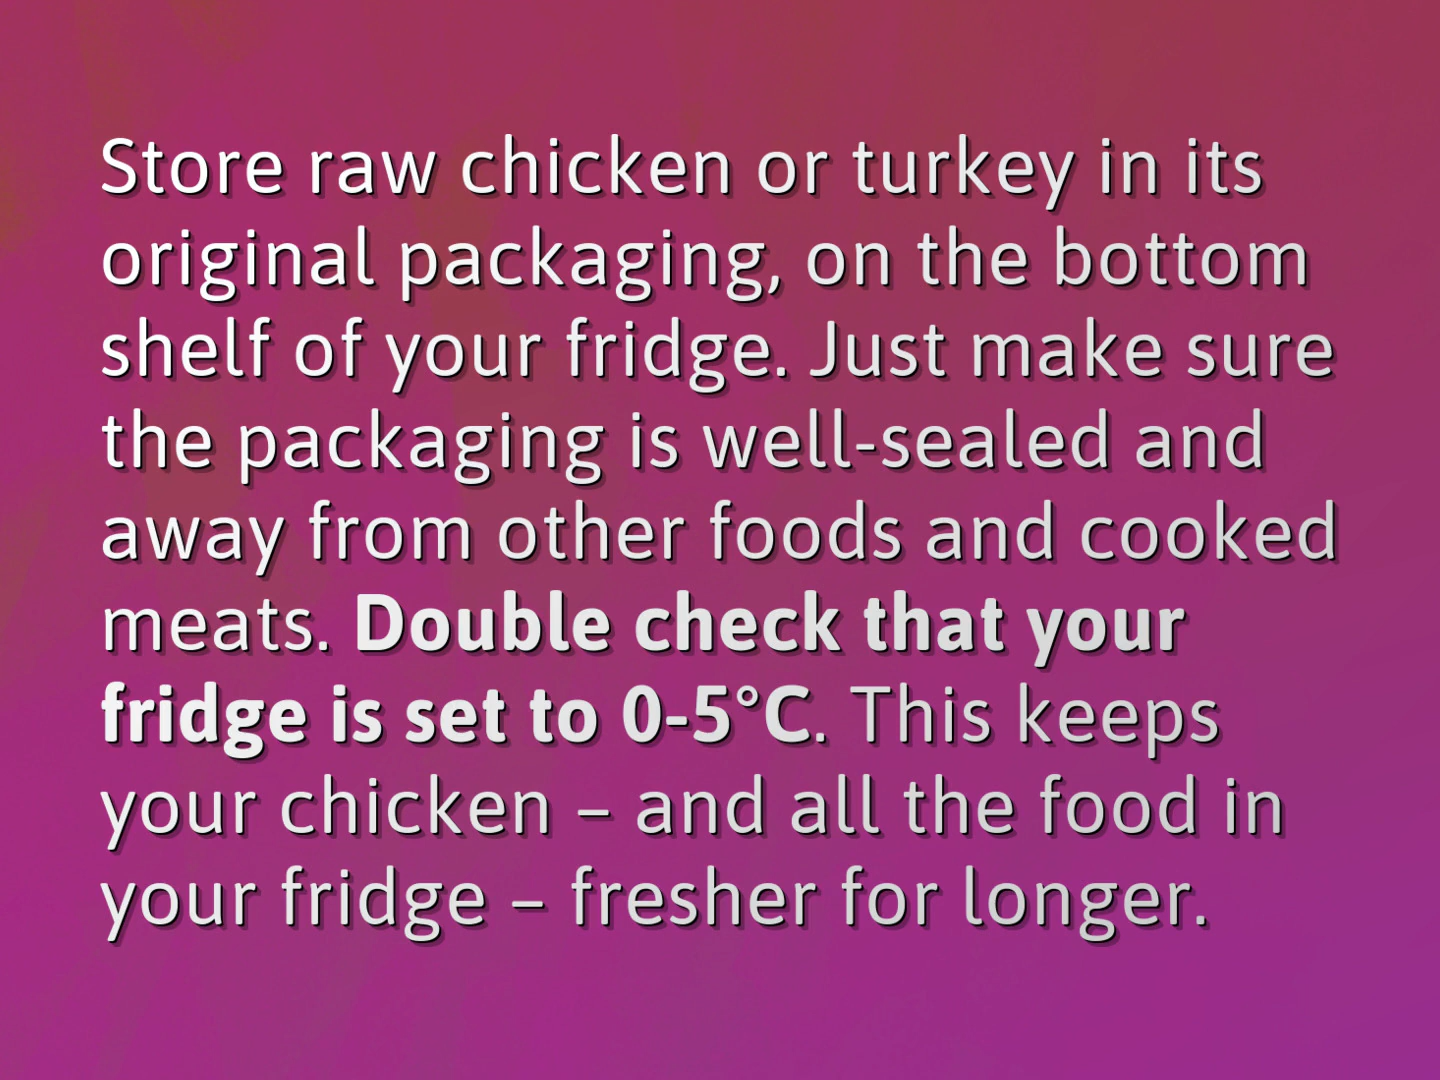 Store raw chicken or turkey in its
original packaging, on the bottom
shelf of your fridge. Just make sure
the packaging is well-sealed and
away from other foods and cooked
meats. Double check that your
fridge is set to 0-5°C. This keeps
your chicken – and all the food in
your fridge – fresher for longer.